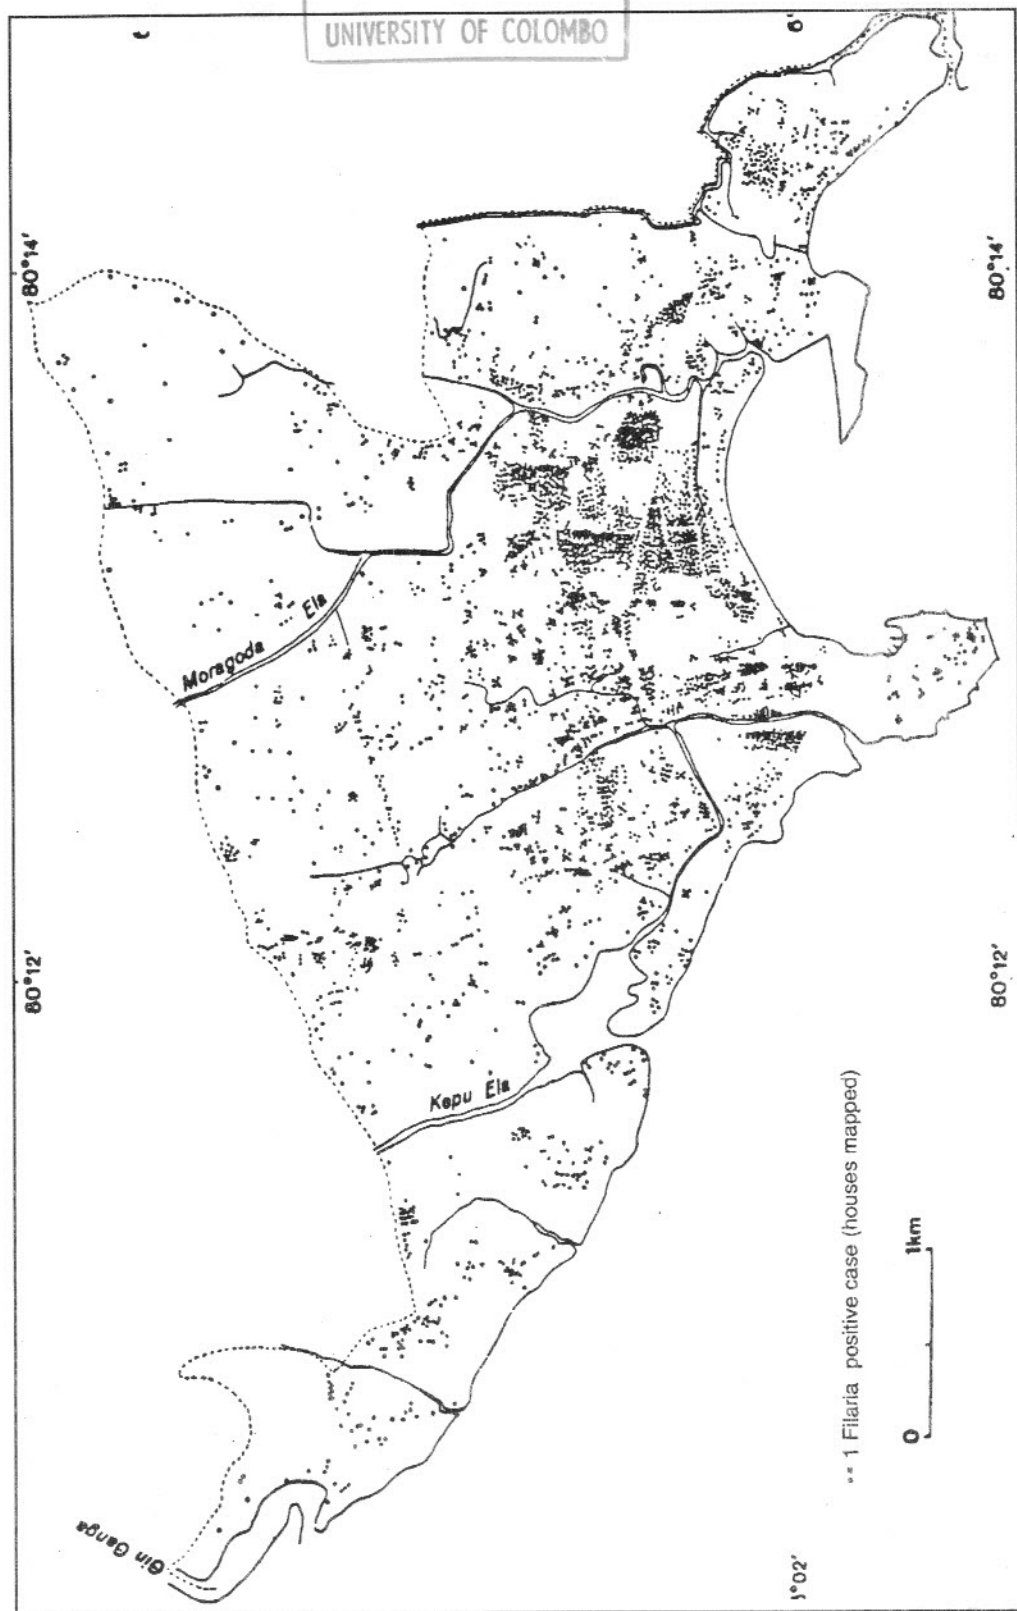 UNIVERSITY OF COLOMBO
6'
80°14'
80°14'
Moragoda Ela
80°12'
80°12'
Kepu Ela
1 Filaria positive case (houses mapped)
0 1km
Gin Ganga
°02'